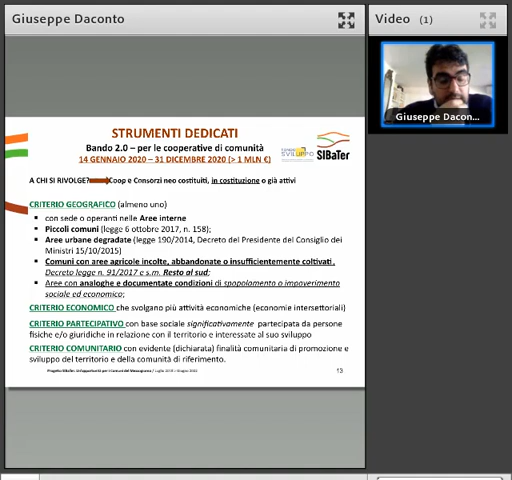 Giuseppe Daconto
Video (1)
Giuseppe Dacon...
STRUMENTI DEDICATI
Bando 2.0 – per le cooperative di comunità
14 GENNAIO 2020 – 31 DICEMBRE 2020 (> 1 MLN €)
SVILUPPO
SIBaTer
A CHI SI RIVOLGE? Coop e Consorzi neo costituiti, in costituzione o già attivi
CRITERIO GEOGRAFICO (almeno uno)
con sede o operanti nelle Aree interne
Piccoli comuni (legge 6 ottobre 2017, n. 158);
Aree urbane degradate (legge 190/2014, Decreto del Presidente del Consiglio dei
Ministri 15/10/2015)
Comuni con aree agricole incolte, abbandonate o insufficientemente coltivati,
Decreto legge n. 91/2017 e s.m. Resto al sud;
Aree con analoghe e documentate condizioni di spopolamento o impoverimento
sociale ed economico;
CRITERIO ECONOMICO che svolgano più attività economiche (economie intersettoriali)
CRITERIO PARTECIPATIVO con base sociale significativamente partecipata da persone
fisiche e/o giuridiche in relazione con il territorio e interessate al suo sviluppo
CRITERIO COMUNITARIO con evidente (dichiarata) finalità comunitaria di promozione e
sviluppo del territorio e della comunità di riferimento.
13